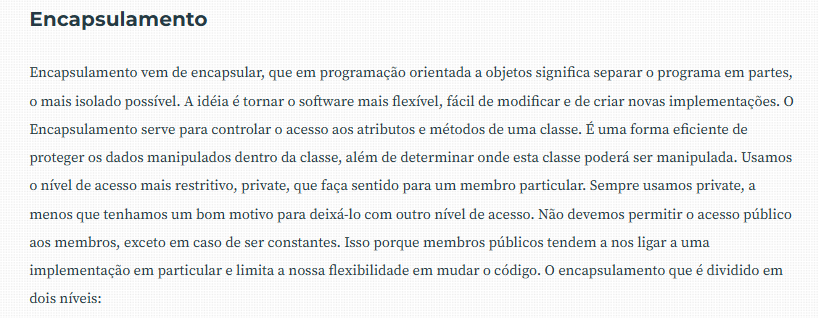 Encapsulamento
Encapsulamento vem de encapsular, que em programação orientada a objetos significa separar o programa em partes,
o mais isolado possível. A idéia é tornar o software mais flexível, fácil de modificar e de criar novas implementações. O
Encapsulamento serve para controlar o acesso aos atributos e métodos de uma classe. É uma forma eficiente de
proteger os dados manipulados dentro da classe, além de determinar onde esta classe poderá ser manipulada. Usamos
o nível de acesso mais restritivo, private, que faça sentido para um membro particular. Sempre usamos private, a
menos que tenhamos um bom motivo para deixá-lo com outro nível de acesso. Não devemos permitir o acesso público
aos membros, exceto em caso de ser constantes. Isso porque membros públicos tendem a nos ligar a uma
implementação em particular e limita a nossa flexibilidade em mudar o código. O encapsulamento que é dividido em
dois níveis: